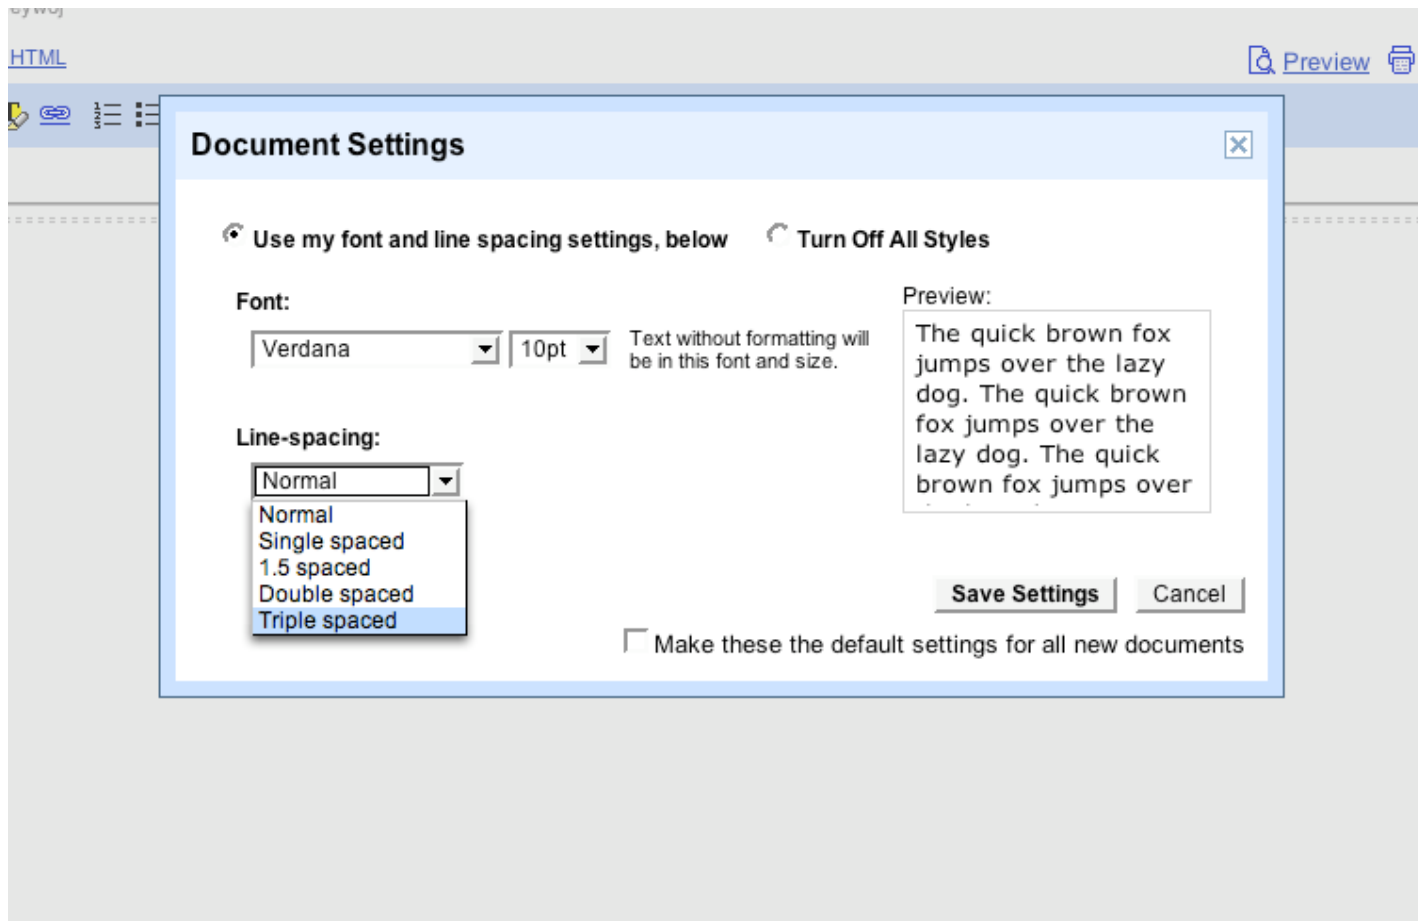 HTML
Preview
Document Settings
Use my font and line spacing settings, below
Turn Off All Styles
Font:
Verdana
10pt
Text without formatting will
be in this font and size.
Preview:
The quick brown fox
jumps over the lazy
dog. The quick brown
fox jumps over the
lazy dog. The quick
brown fox jumps over
Line-spacing:
Normal
Normal
Single spaced
1.5 spaced
Double spaced
Triple spaced
Save Settings
Cancel
Make these the default settings for all new documents